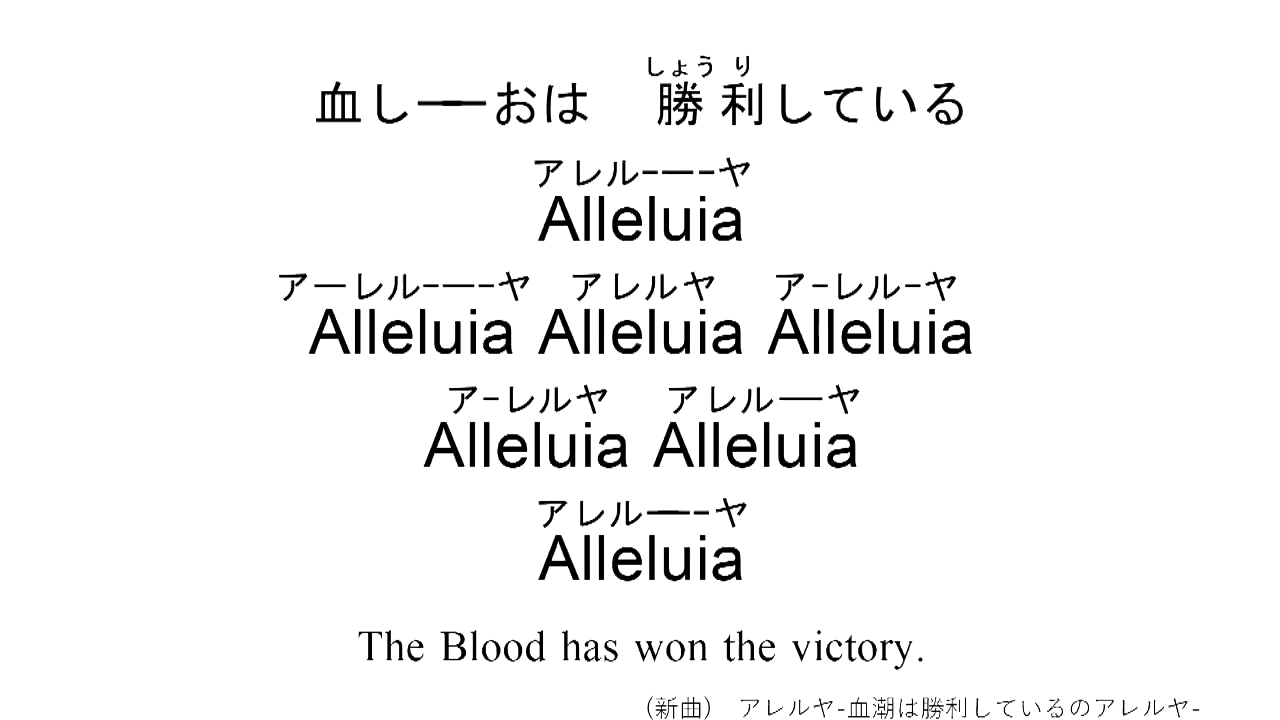 しょう り
血し──おは 勝利している
アレル-—-ヤ
Alleluia
アーレル-—-ヤ アレルヤ ア-レル-ヤ
Alleluia Alleluia Alleluia
ア-レルヤ アレル—ヤ
Alleluia Alleluia
アレル—-ヤ
Alleluia
The Blood has won the victory.
(新曲) アレルヤ-血潮は勝利しているのアレルヤ-